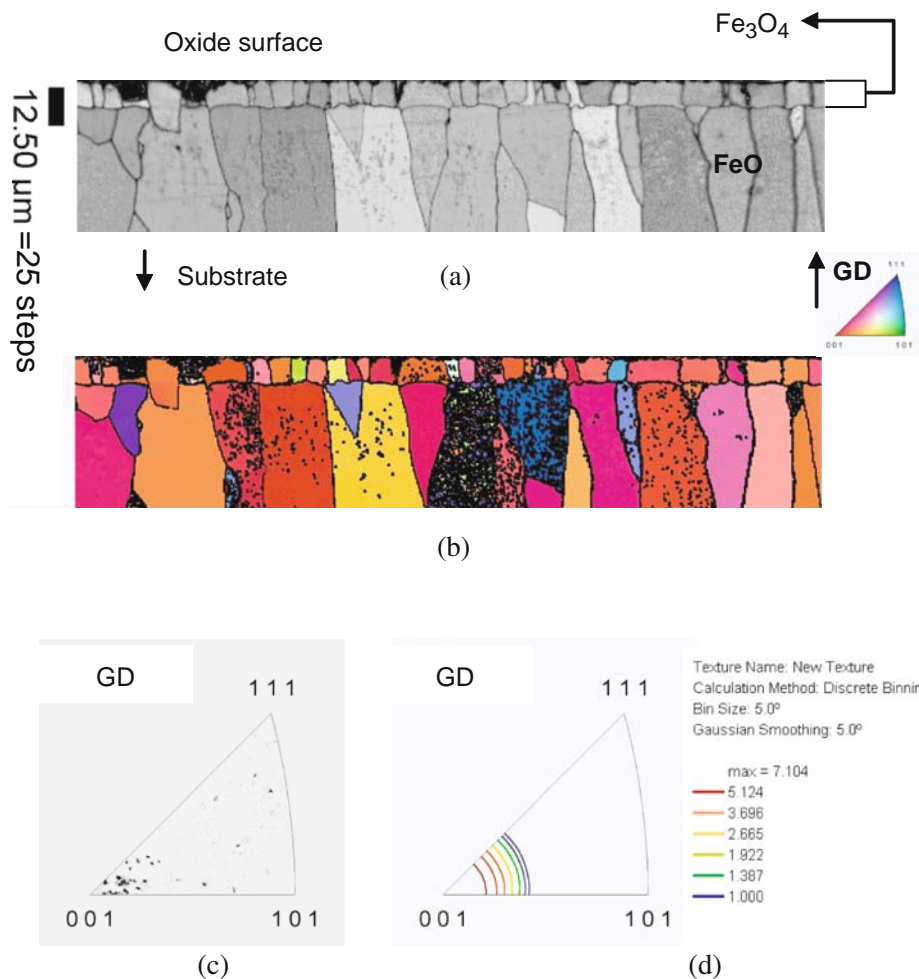 Fe₃O₄
Oxide surface
12.50 µm =25 steps
FeO
Substrate
(a)
GD
111
001 101
(b)
GD
111
001 101
(c)
GD
111
001 101
(d)
Texture Name: New Texture
Calculation Method: Discrete Binnin
Bin Size: 5.0º
Gaussian Smoothing: 5.0º
max = 7.104
5.124
3.696
2.665
1.922
1.387
1.000